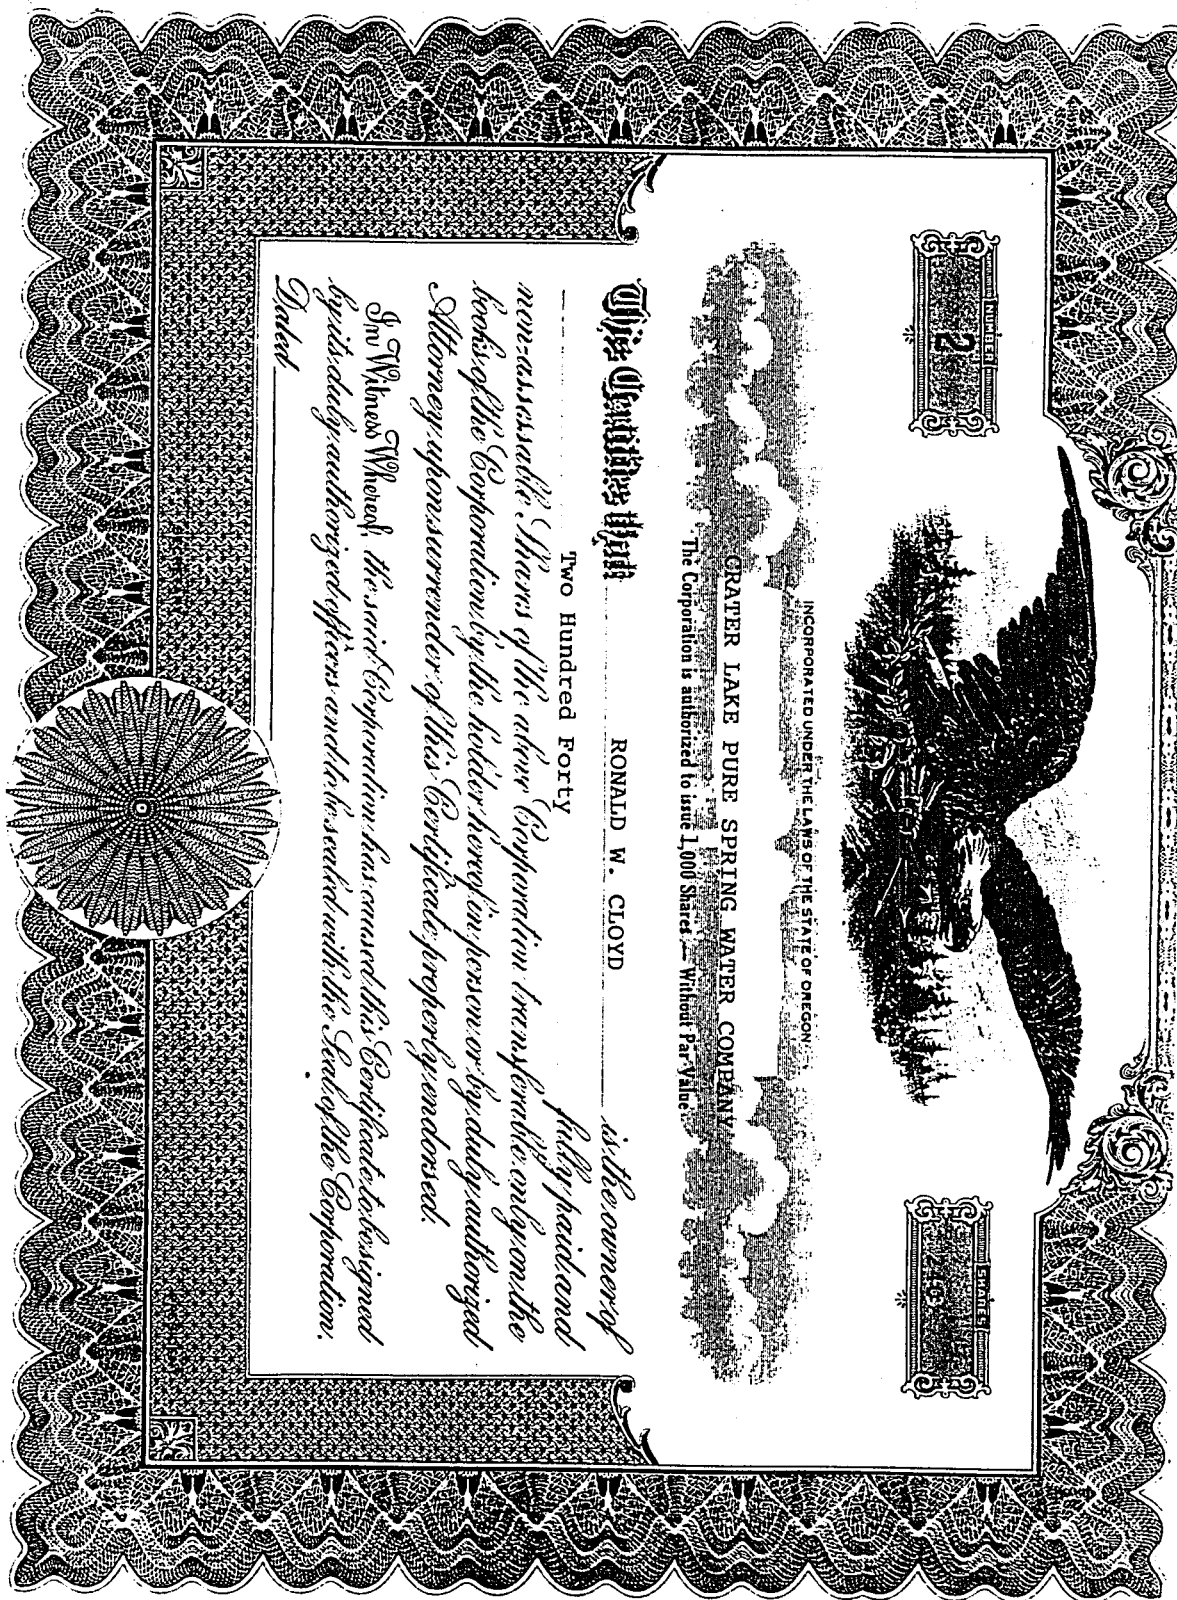 NUMBER
2
SHARES
240
INCORPORATED UNDER THE LAWS OF THE STATE OF OREGON
CRATER LAKE PURE SPRING WATER COMPANY
The Corporation is authorized to issue 1,000 Shares — Without Par Value
This Certifies that RONALD W. CLOYD is the owner of
Two Hundred Forty fully paid and
non-assessable Shares of the above Corporation transferable only on the
books of the Corporation by the holder hereof in person or by duly authorized
Attorney upon surrender of this Certificate properly endorsed.
In Witness Whereof, the said Corporation has caused this Certificate to be signed
by its duly authorized officers and to be sealed with the Seal of the Corporation.
Dated